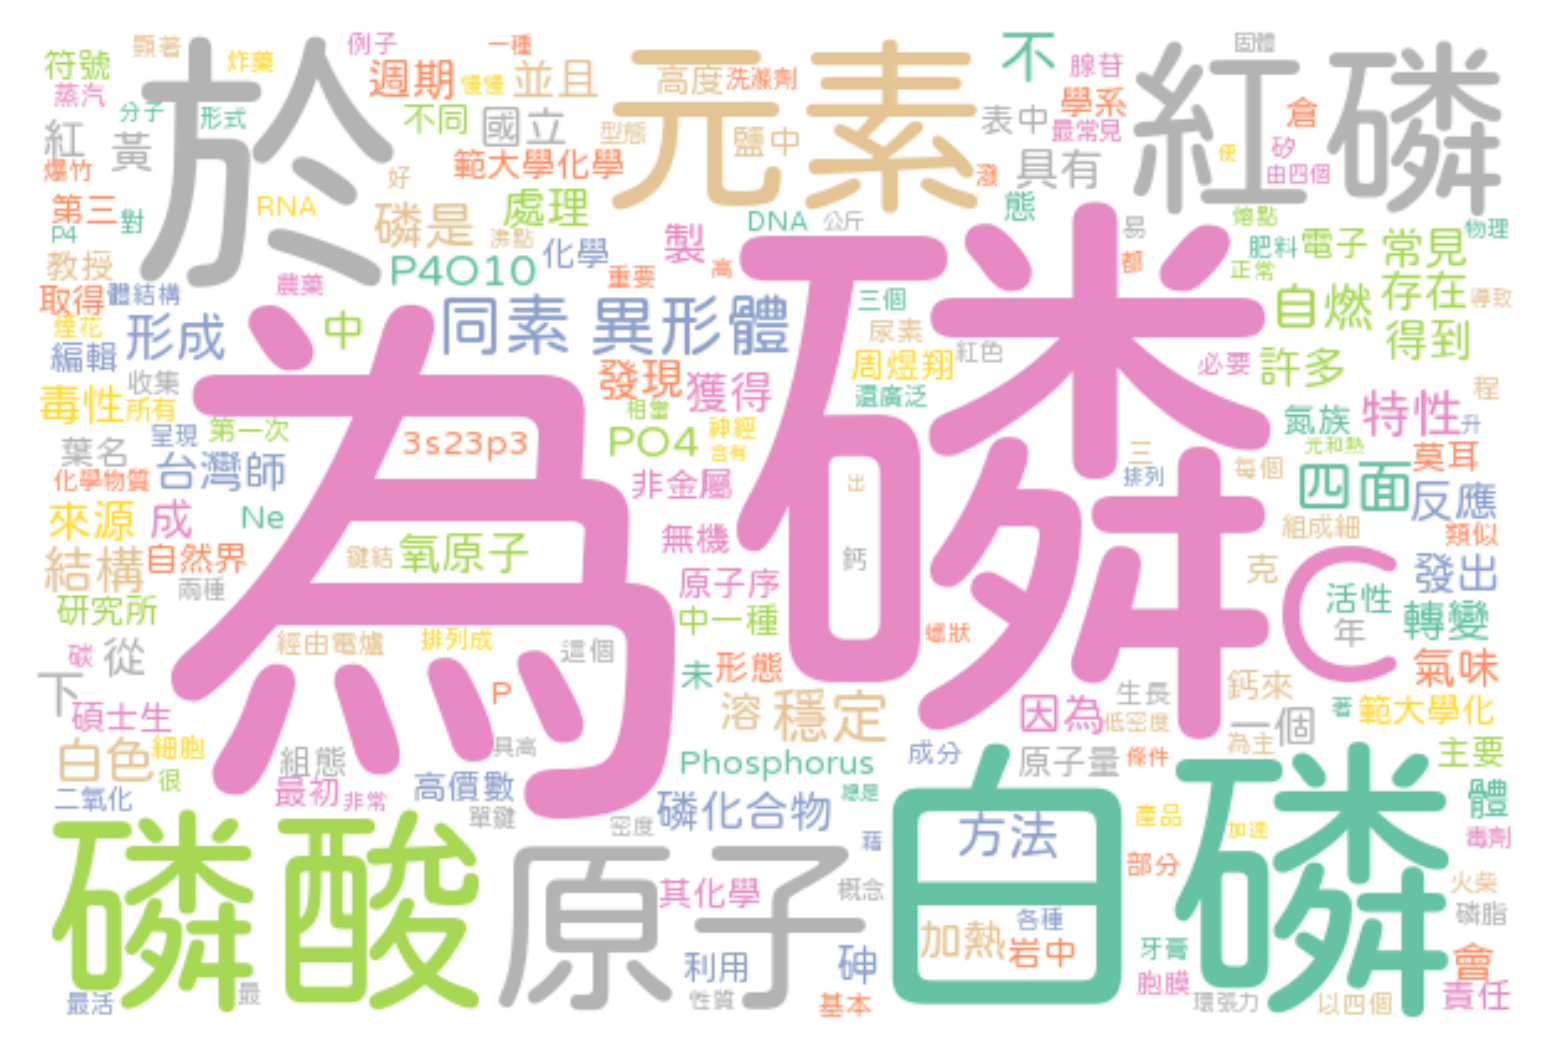 符號
顯著
炸藥
例子
一種
蒸汽
分子
形式
週期
慢慢
並且
元素
高度
洗滌劑
不
腺苷
固體
紅磷
紅
黃
於
不同
國立
型態
鹽中
表中
學系
最常見
倉
便
矽
由四個
爆竹
範大學化學
好
潑
具有
第三
對
P4
RNA
磷是
處理
沸點
化學
製
DNA
公斤
態
易
熔點
肥料
電子
常見
物理
教授
農藥
P4O10
重要
高
都
正常
取得
體結構
煙花
形成
中
同素
異形體
三個
尿素
磷
自燃
存在
導致
得到
編輯
收集
為
發現
獲得
周煜翔
紅色
必要
許多
毒性
所有
相當
還廣泛
程
呈現
第一次
3s23p3
PO4
神經
含有
氮族
特性
升
葉名
化學物質
台灣師
非金屬
出
三
排列
每個
光和熱
莫耳
四面
反應
來源
成
Ne
無機
組成細
類似
結構
自然界
鍵結
氧原子
鈣
克
C
發出
兩種
原子序
活性
年
轉變
研究所
中一種
蠟狀
碳
從
經由電爐
排列成
這個
未
形態
氣味
下
碩士生
P
溶
穩定
因為
生長
低密度
鈣來
一個
著
範大學化
白色
細胞
很
組態
具高
Phosphorus
成分
原子量
條件
為主
主要
二氧化
最初
非常
高價數
單鍵
密度
磷化合物
總是
白磷
體
磷酸
原子
藉
方法
產品
加速
毒劑
其化學
概念
部分
火柴
磷脂
加熱
各種
岩中
牙膏
會
最活
最
利用
性質
砷
基本
胞膜
環張力
以四個
責任